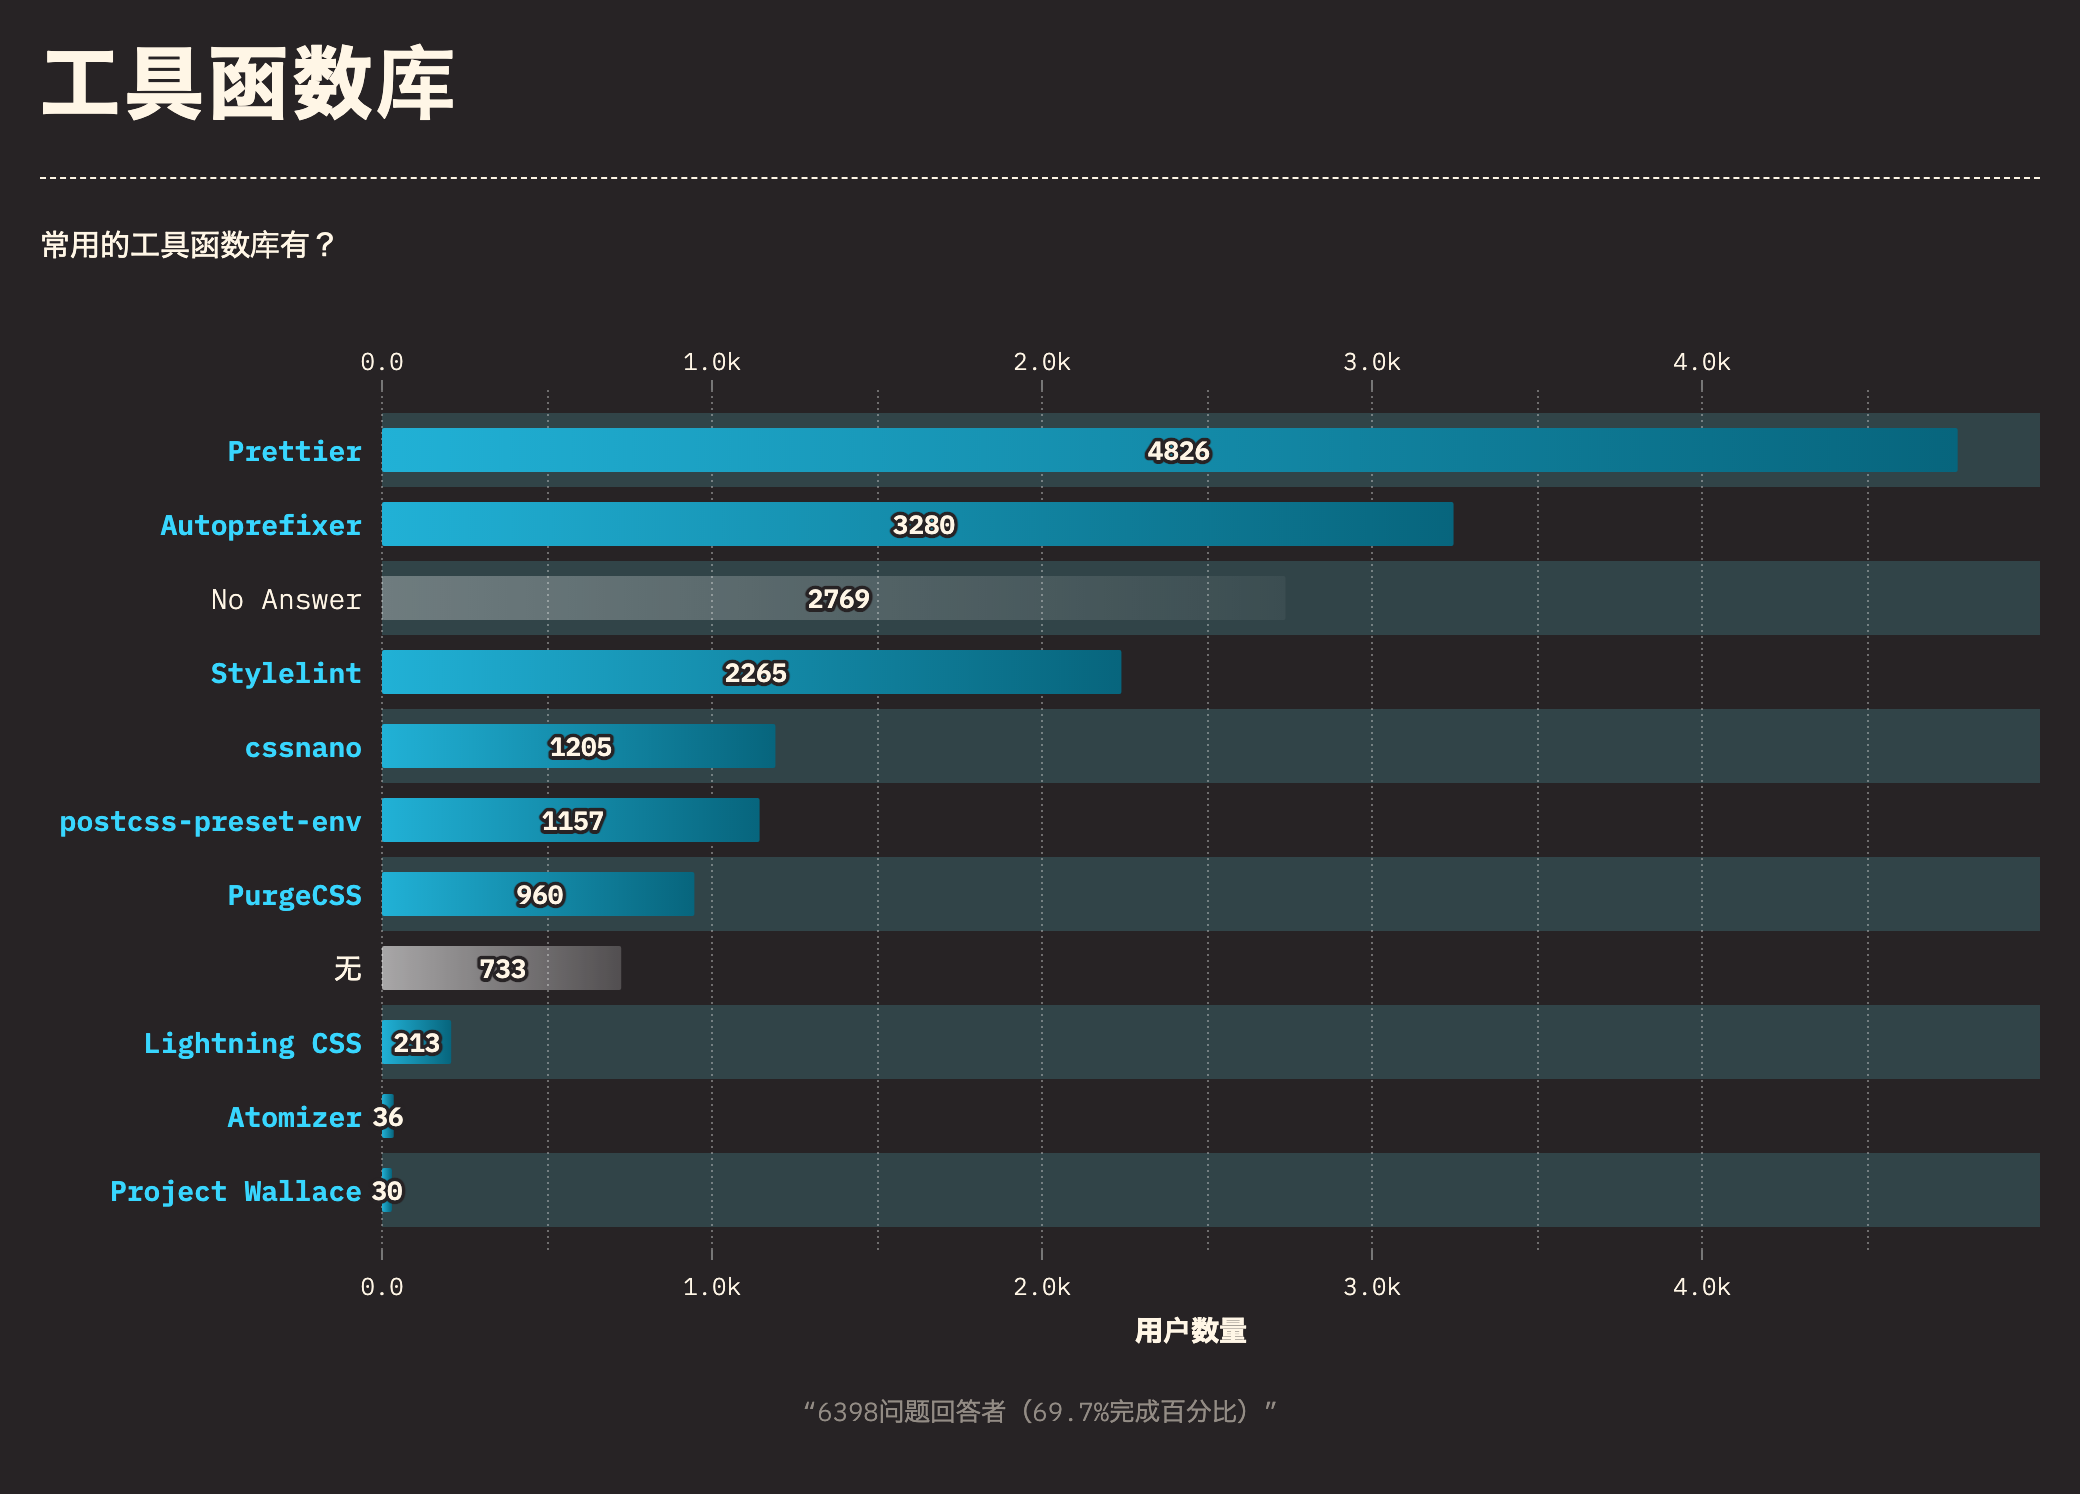 工具函数库
常用的工具函数库有？
0.0 1.0k 2.0k 3.0k 4.0k
Prettier 4826
Autoprefixer 3280
No Answer 2769
Stylelint 2265
cssnano 1205
postcss-preset-env 1157
PurgeCSS 960
无 733
Lightning CSS 213
Atomizer 36
Project Wallace 30
0.0 1.0k 2.0k 3.0k 4.0k
用户数量
“6398问题回答者（69.7%完成百分比）”